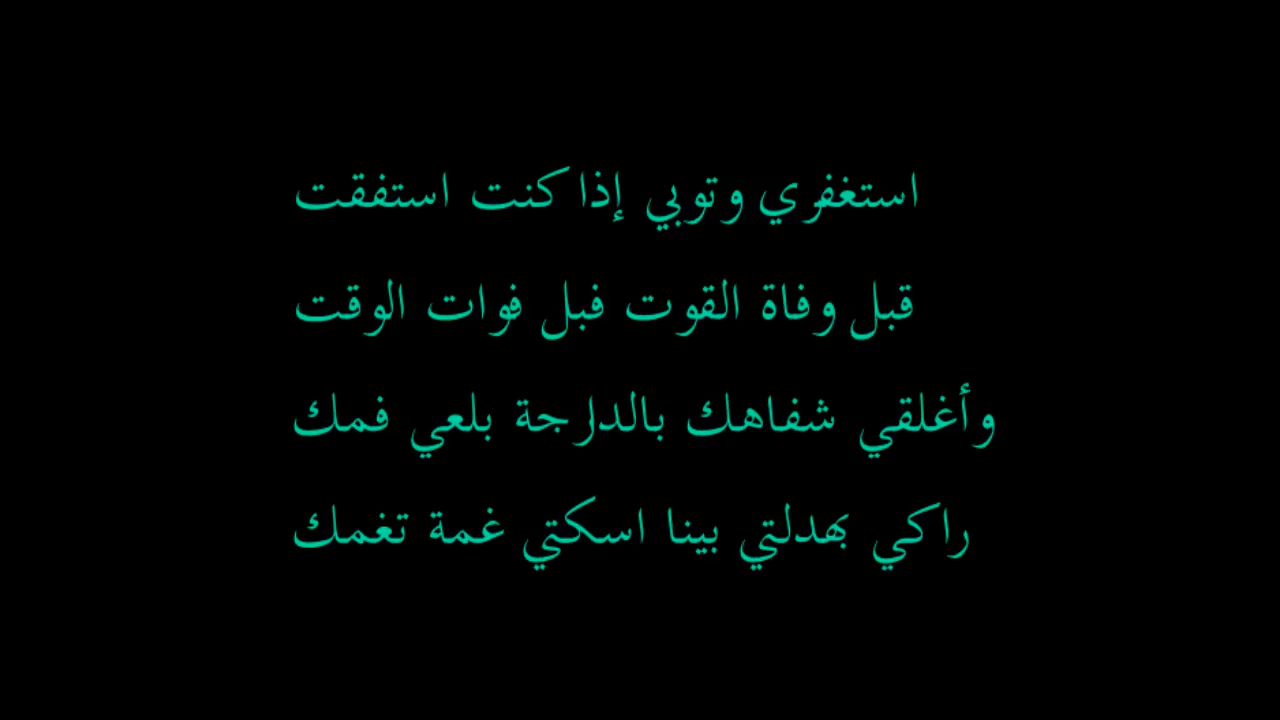 استغفري وتوبي إذا كنت استفقت
قبل وفاة القوت فبل فوات الوقت
وأغلقي شفاهك بالدارجة بلعي فمك
راكي بهدلتي بينا اسكتي غمة تغمك